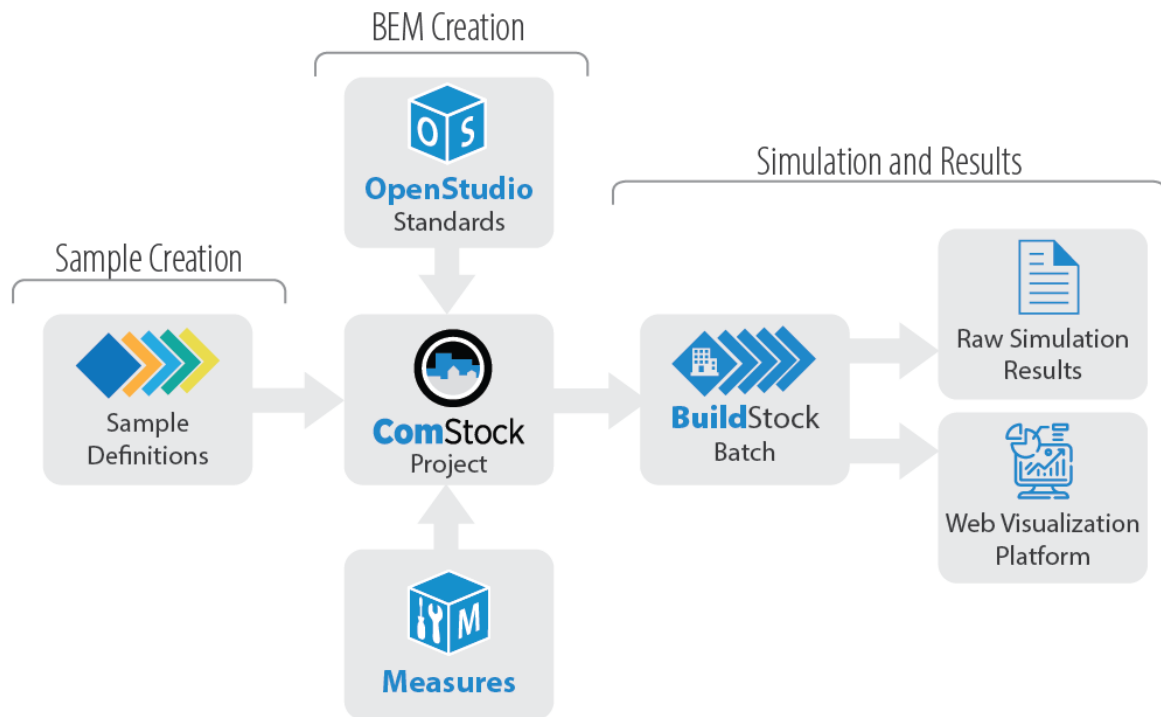 BEM Creation
O S
OpenStudio
Standards
Simulation and Results
Sample Creation
Sample
Definitions
ComStock
Project
BuildStock
Batch
Raw Simulation
Results
Web Visualization
Platform
M
Measures